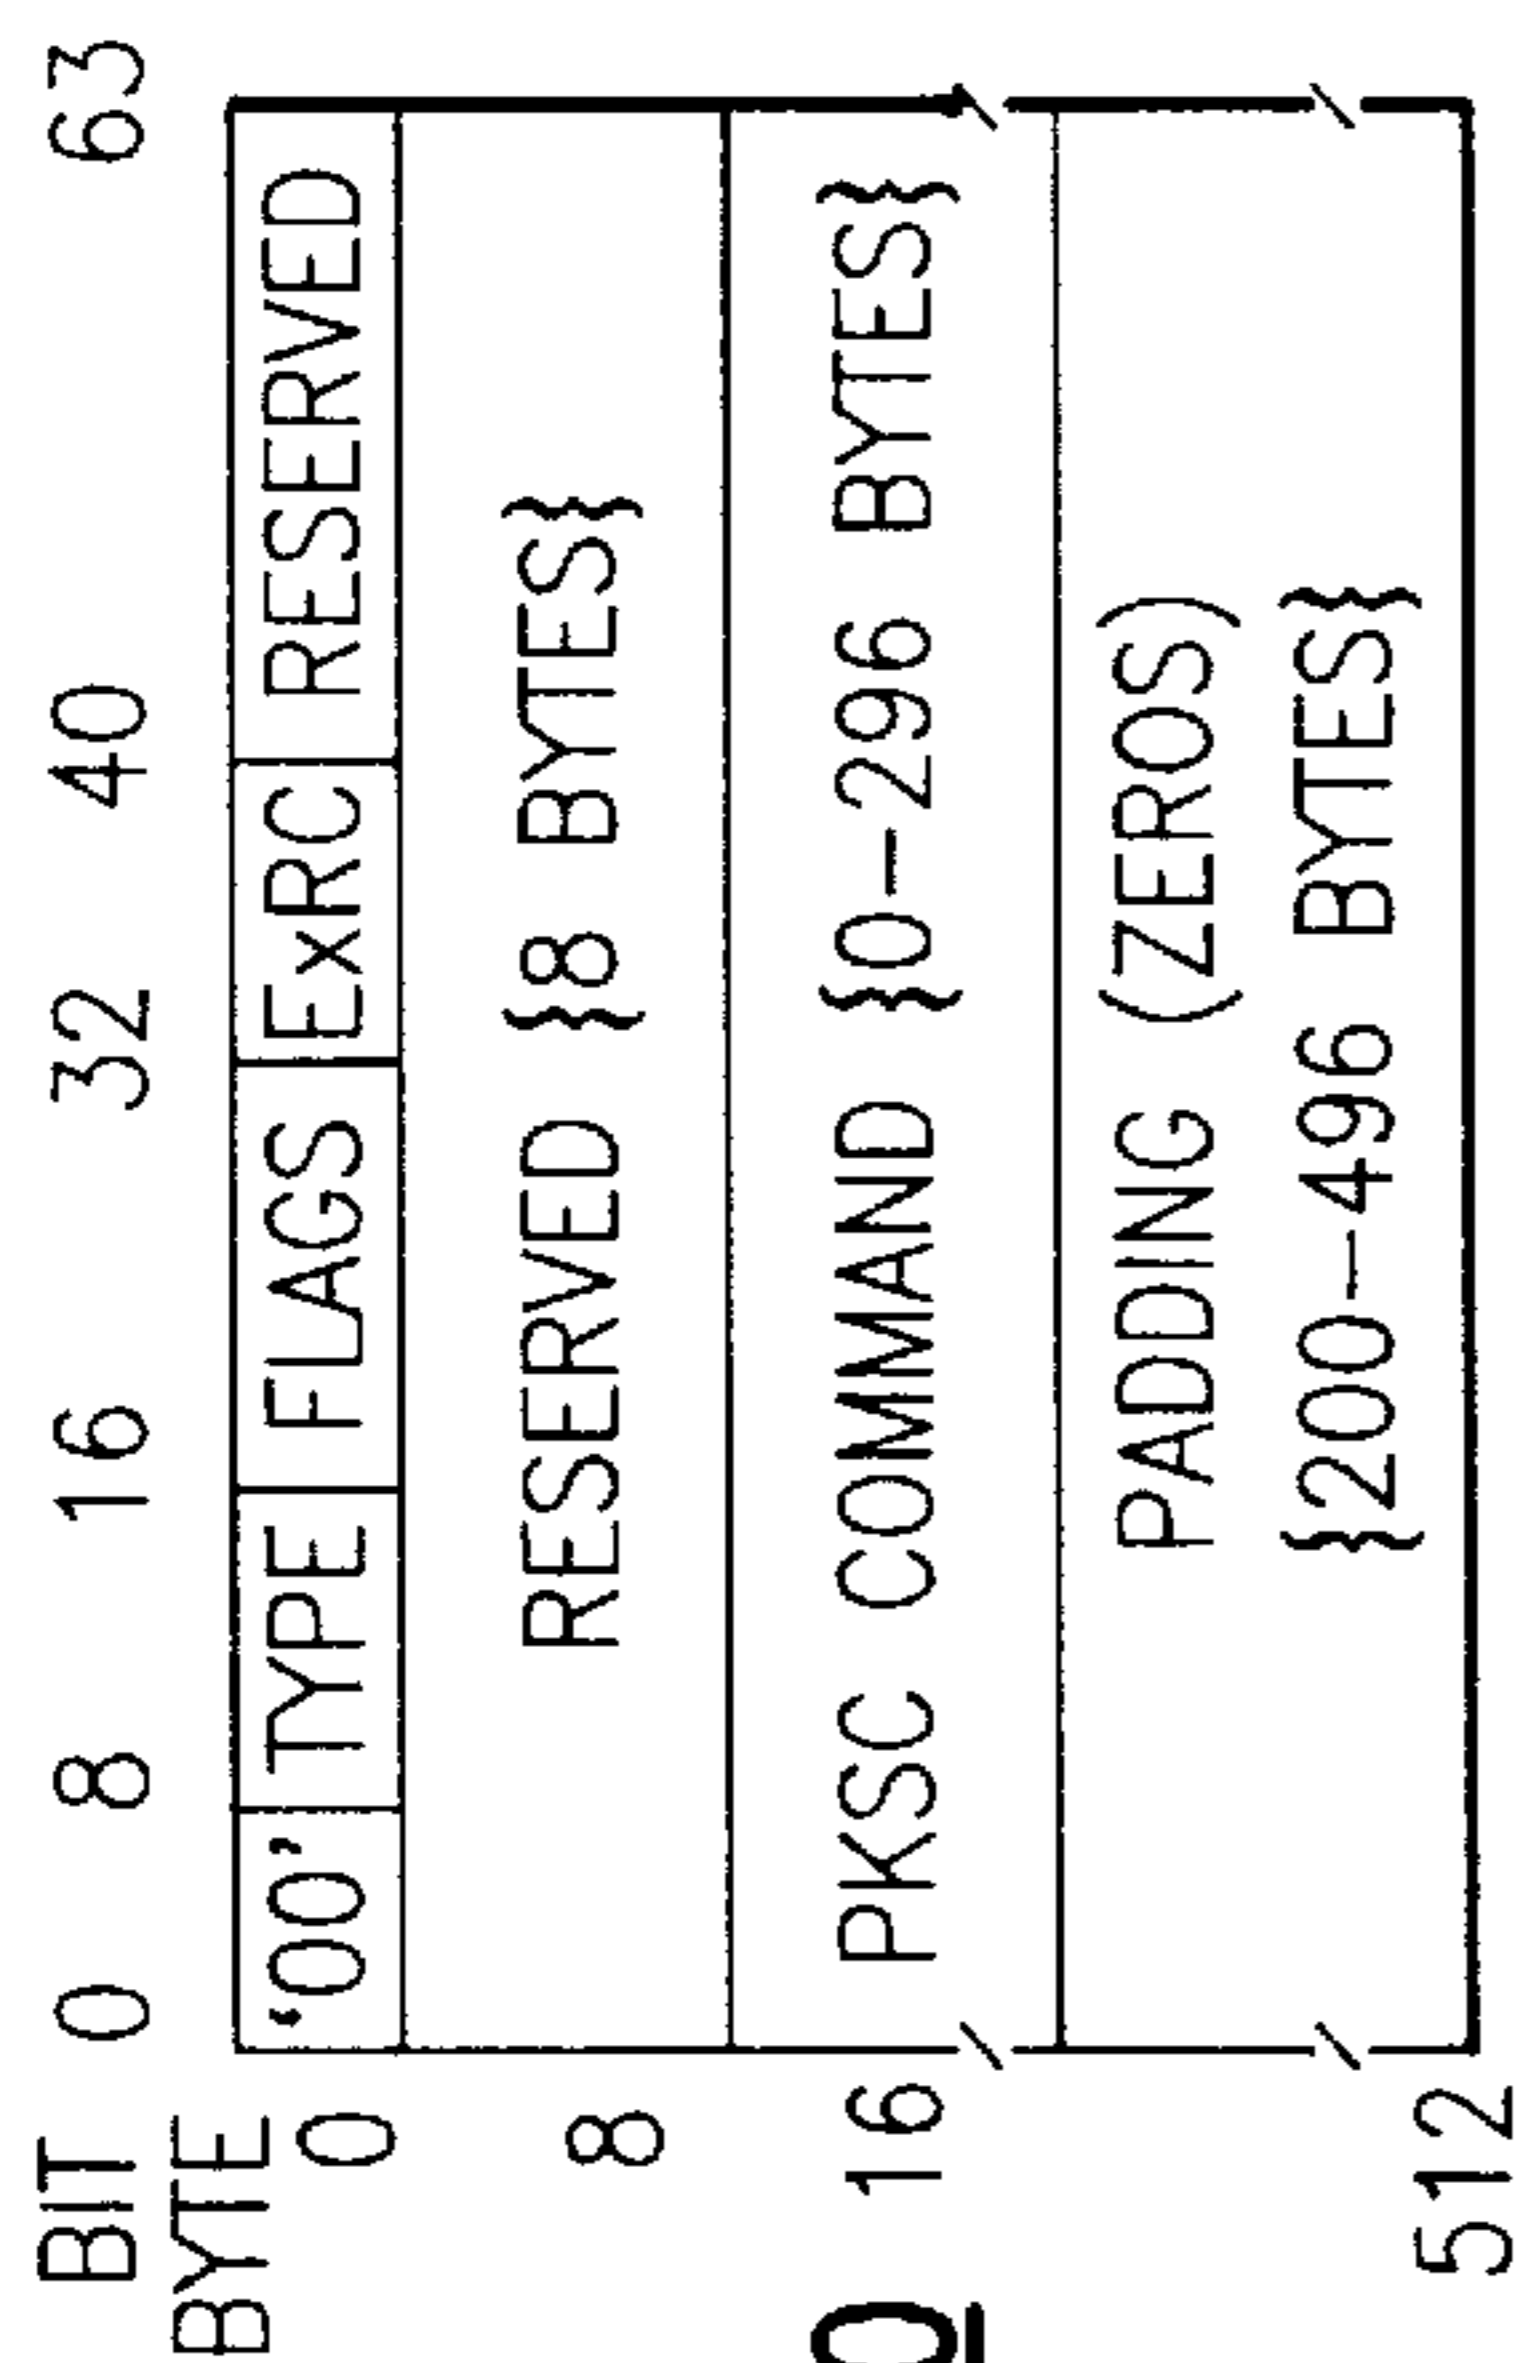 BIT 0 8 16 32 40 63
BYTE
0 '00' TYPE FLAGS ExRC RESERVED
8 RESERVED {8 BYTES}
16 PKSC COMMAND {0-296 BYTES}
PADDING (ZEROS)
{200-496 BYTES}
512